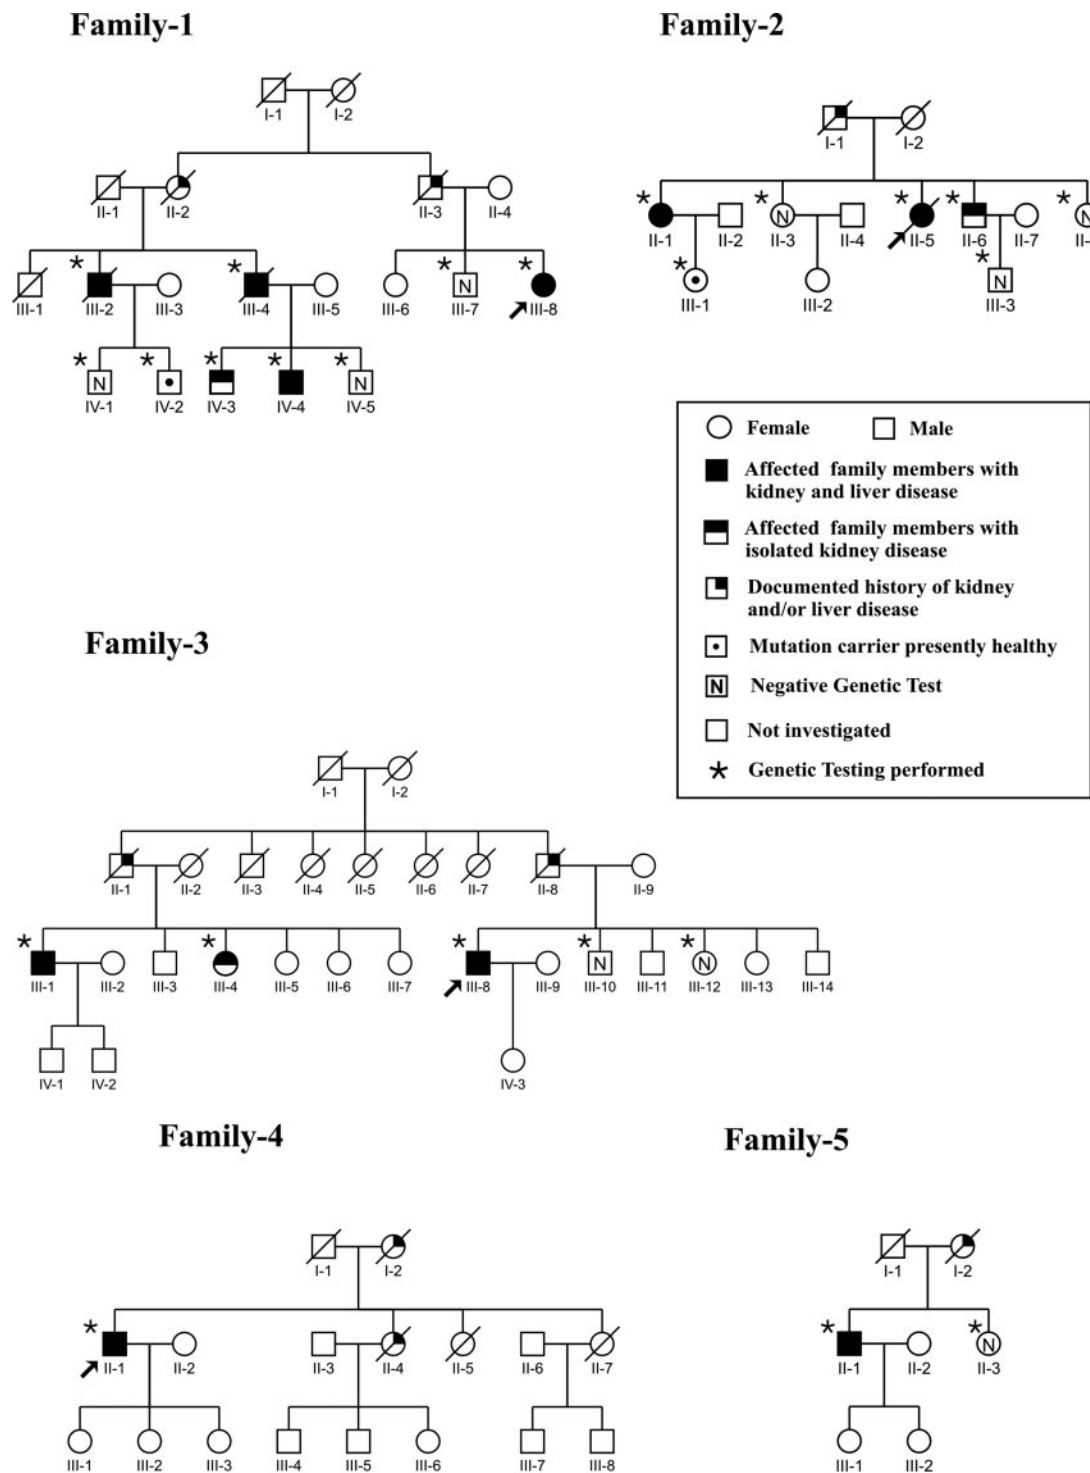 Family-1
I-1 I-2
II-1 II-2 II-3 II-4
* * * *
III-1 III-2 III-3 III-4 III-5 III-6 N III-7 III-8
* * * * *
N IV-1 IV-2 IV-3 IV-4 N IV-5
Family-2
I-1 I-2
* * * * *
II-1 II-2 N II-3 II-4 II-5 II-6 II-7 N
* *
III-1 III-2 N III-3
Female Male
Affected family members with
kidney and liver disease
Affected family members with
isolated kidney disease
Documented history of kidney
and/or liver disease
Mutation carrier presently healthy
N Negative Genetic Test
Not investigated
* Genetic Testing performed
Family-3
I-1 I-2
II-1 II-2 II-3 II-4 II-5 II-6 II-7 II-8 II-9
* * * * *
III-1 III-2 III-3 III-4 III-5 III-6 III-7 III-8 III-9 N III-10 III-11 N III-12 III-13 III-14
IV-1 IV-2 IV-3
Family-4
I-1 I-2
*
II-1 II-2 II-3 II-4 II-5 II-6 II-7
III-1 III-2 III-3 III-4 III-5 III-6 III-7 III-8
Family-5
I-1 I-2
* *
II-1 II-2 N II-3
III-1 III-2